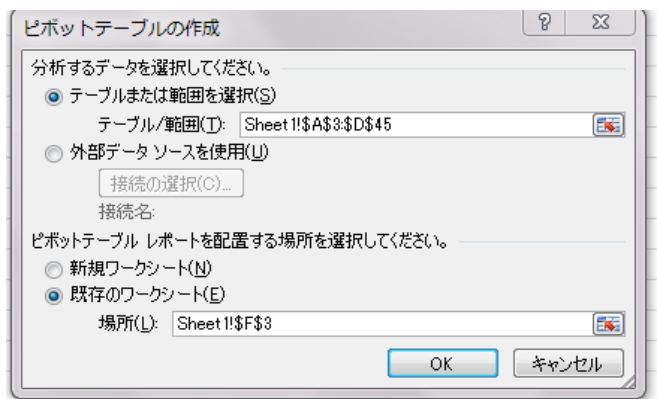 ピボットテーブルの作成
分析するデータを選択してください。
テーブルまたは範囲を選択(S)
テーブル/範囲(T): Sheet1!$A$3:$D$45
外部データ ソースを使用(U)
接続の選択(C)...
接続名:
ピボットテーブル レポートを配置する場所を選択してください。
新規ワークシート(N)
既存のワークシート(E)
場所(L): Sheet1!$F$3
OK キャンセル